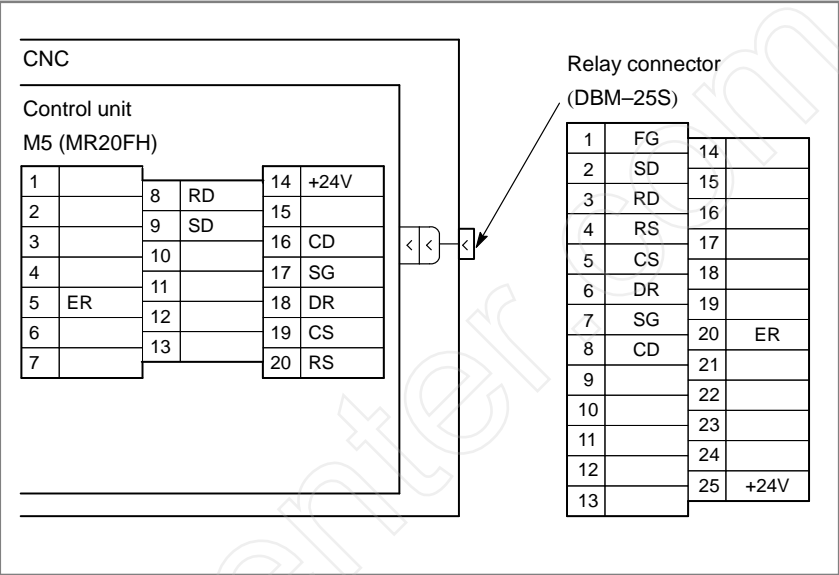 CNC
Control unit
M5 (MR20FH)
1
2
3
4
5 ER
6
7
8 RD
9 SD
10
11
12
13
14 +24V
15
16 CD
17 SG
18 DR
19 CS
20 RS
Relay connector
(DBM–25S)
1 FG
2 SD
3 RD
4 RS
5 CS
6 DR
7 SG
8 CD
9
10
11
12
13
14
15
16
17
18
19
20 ER
21
22
23
24
25 +24V
enter.com